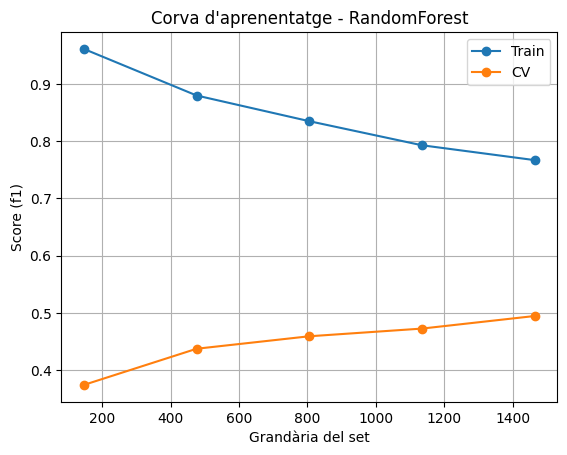 Corva d'aprenentatge - RandomForest
Train
CV
Score (f1)
0.9
0.8
0.7
0.6
0.5
0.4
200 400 600 800 1000 1200 1400
Grandària del set